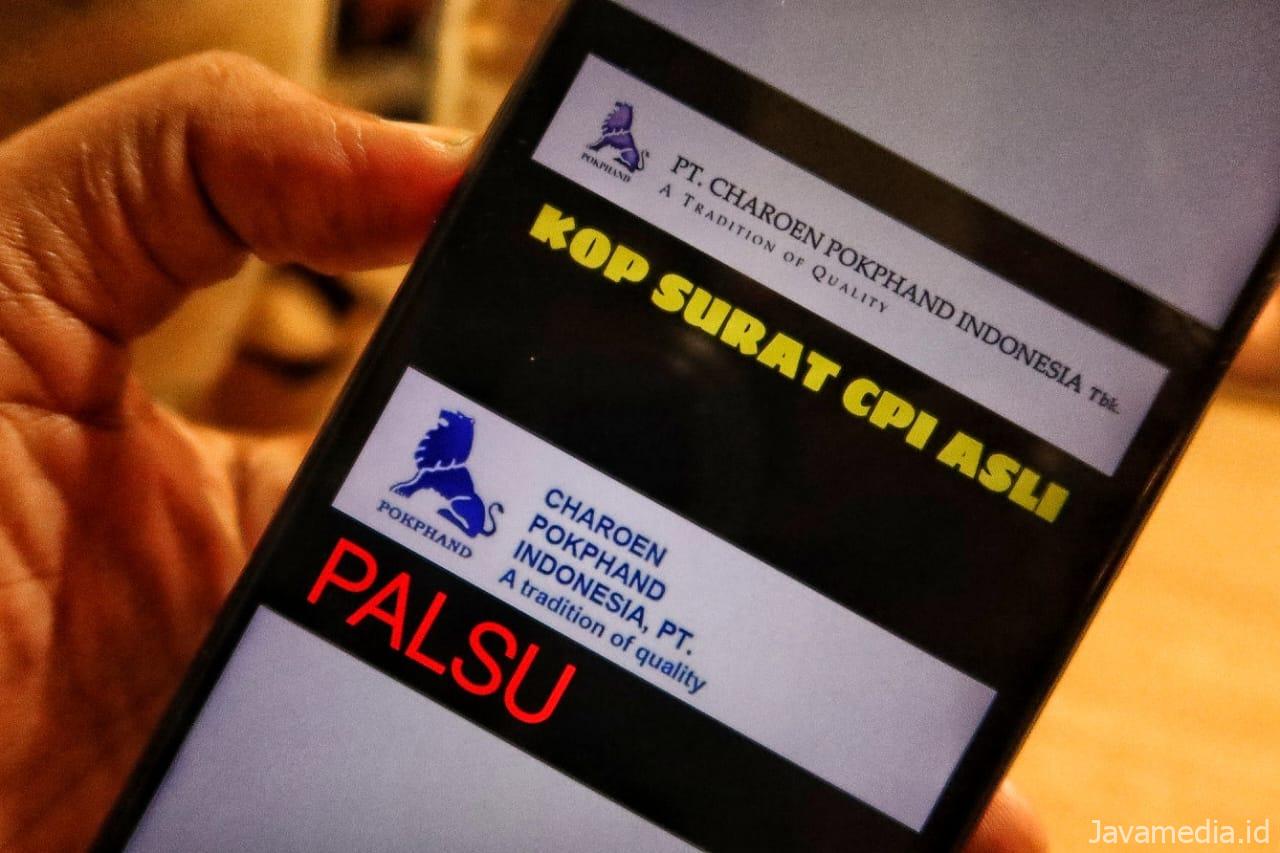 POKPHAND
PT. CHAROEN POKPHAND INDONESIA Tbk.
A TRADITION OF QUALITY
KOP SURAT CPI ASLI
POKPHAND
CHAROEN
POKPHAND
INDONESIA, PT.
A tradition of quality
PALSU
Javamedia.id